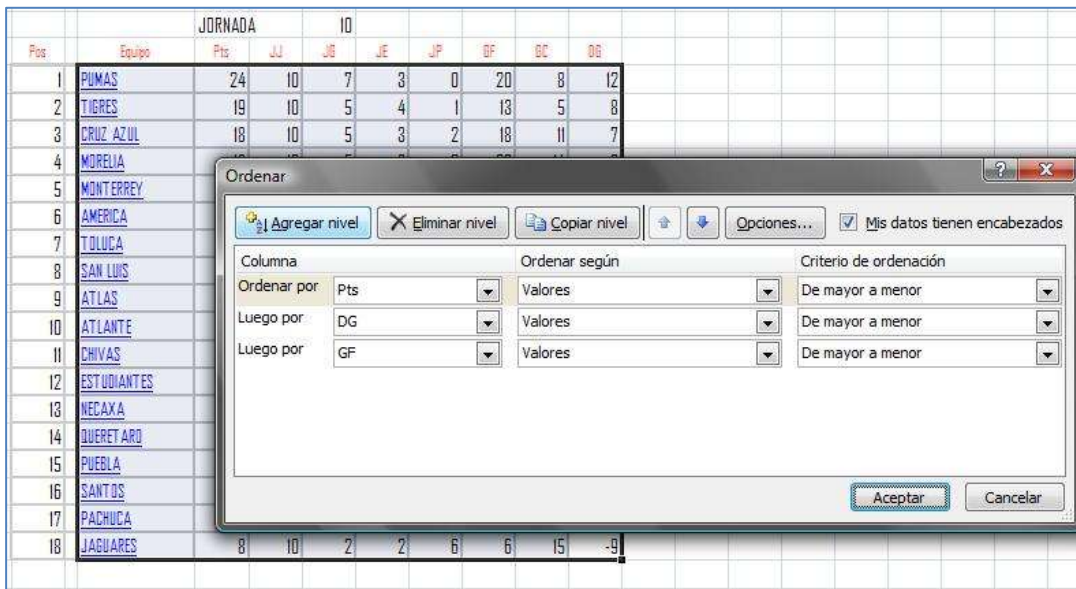 JORNADA 10
Pos Equipo Pts JJ JG JE JP GF GC DG
1 PUMAS 24 10 7 3 0 20 8 12
2 TIGRES 19 10 5 4 1 13 5 8
3 CRUZ AZUL 18 10 5 3 2 18 11 7
4 MORELIA
5 MONTERREY
6 AMERICA
7 TOLUCA
8 SAN LUIS
9 ATLAS
10 ATLANTE
11 CHIVAS
12 ESTUDIANTES
13 NECAXA
14 QUERETARO
15 PUEBLA
16 SANTOS
17 PACHUCA
18 JAGUARES 8 10 2 2 6 6 15 -9
Ordenar
Agregar nivel Eliminar nivel Copiar nivel Opciones... Mis datos tienen encabezados
Columna Ordenar según Criterio de ordenación
Ordenar por Pts Valores De mayor a menor
Luego por DG Valores De mayor a menor
Luego por GF Valores De mayor a menor
Aceptar Cancelar